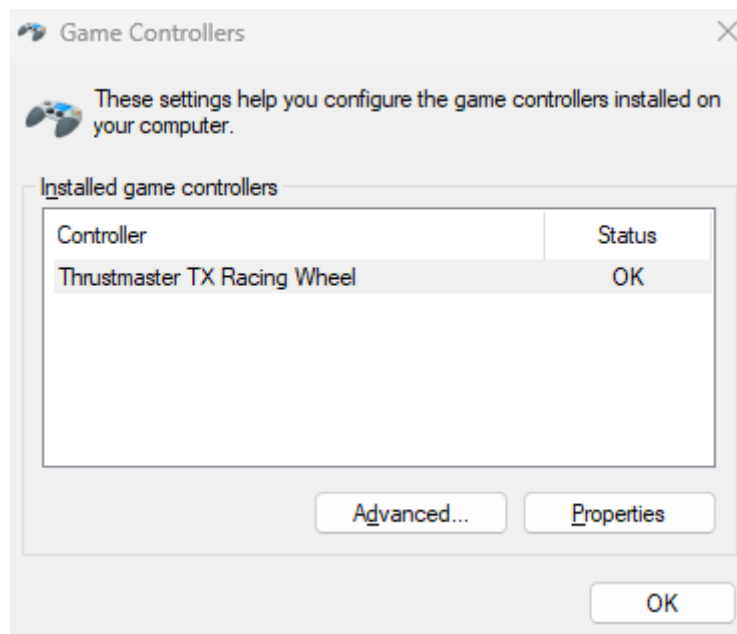 Game Controllers
These settings help you configure the game controllers installed on
your computer.
Installed game controllers
Controller Status
Thrustmaster TX Racing Wheel OK
Advanced... Properties
OK